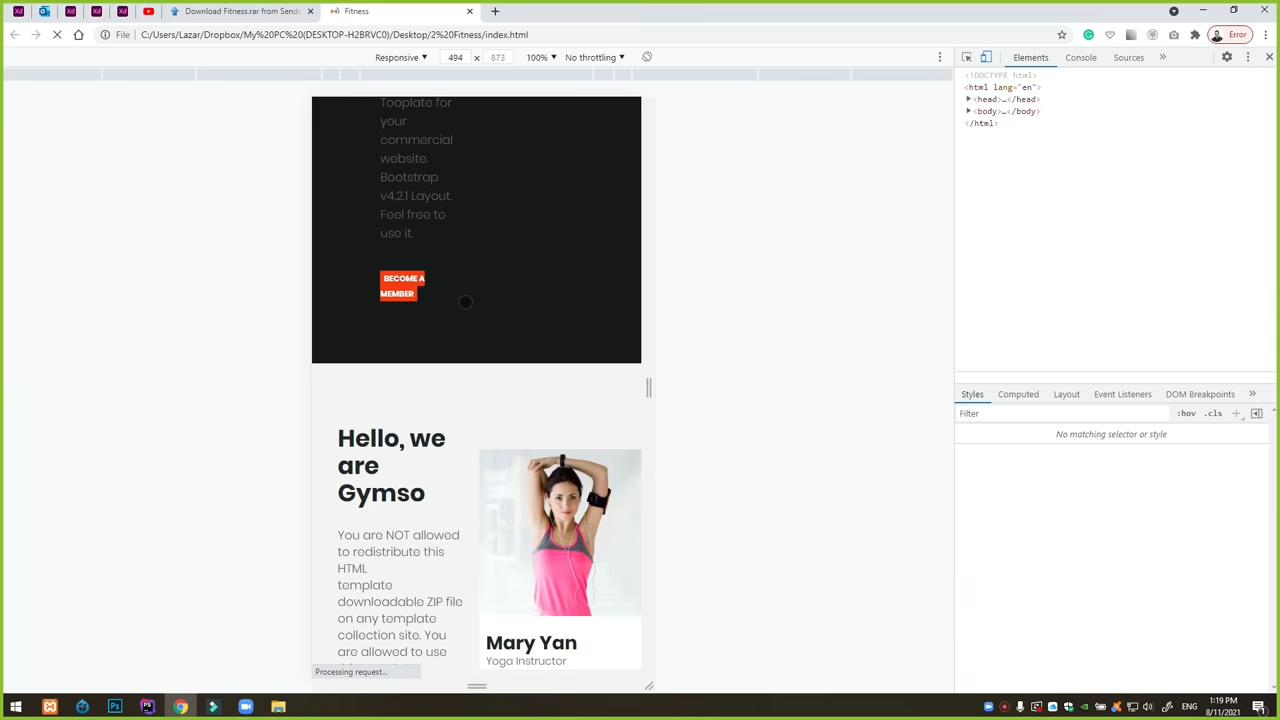 Download Fitness.rar from Senda
Fitness
File
C:/Users/Lazar/Dropbox/My%20PC%20(DESKTOP-H2BRVC0)/Desktop/2%20Fitness/index.html
Error
Responsive
494
x
873
100%
No throttling
Elements
Console
Sources
<!DOCTYPE html>
<html lang="en">
<head>…</head>
<body>…</body>
</html>
Tooplate for
your
commercial
website.
Bootstrap
v4.2.1 Layout.
Feel free to
use it.
BECOME A
MEMBER
Hello, we
are
Gymso
You are NOT allowed
to redistribute this
HTML
template
downloadable ZIP file
on any template
collection site. You
are allowed to use
Mary Yan
Yoga Instructor
Processing request...
Styles
Computed
Layout
Event Listeners
DOM Breakpoints
Filter
:hov
.cls
No matching selector or style
ENG
1:19 PM
8/11/2021